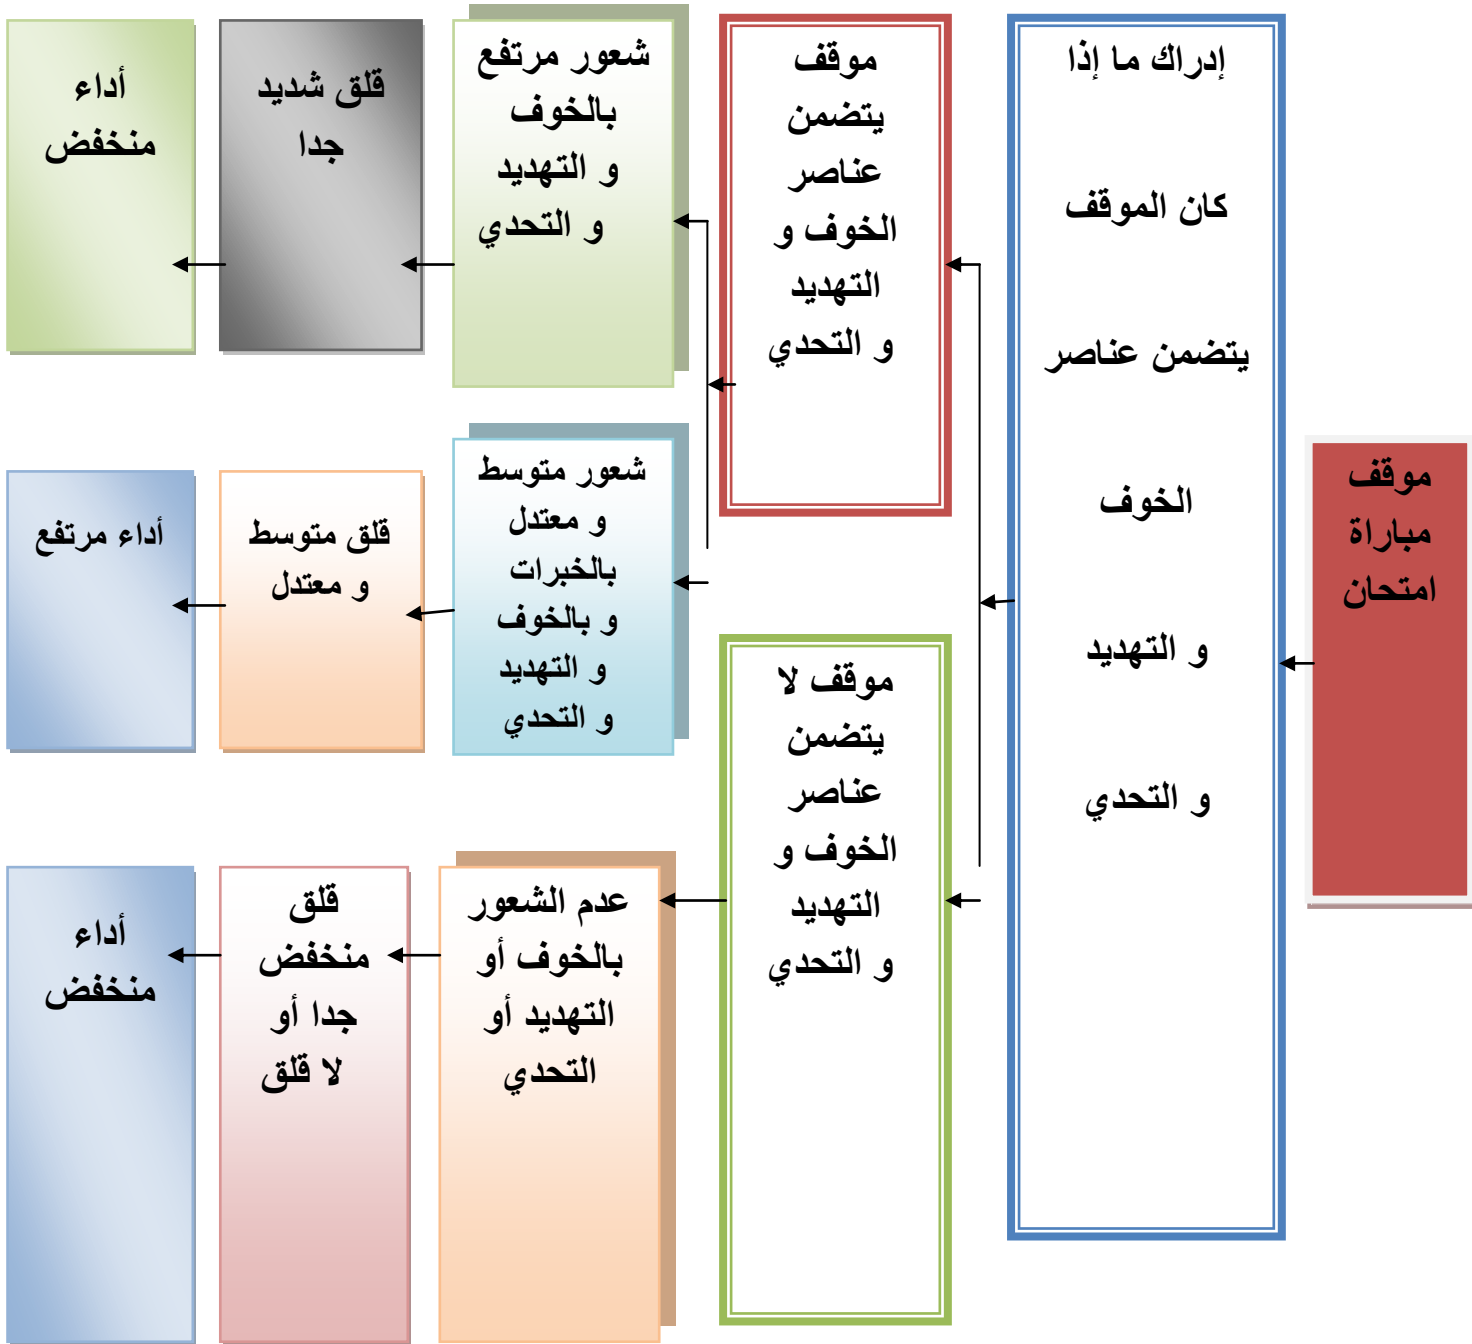 موقف
مباراة
امتحان
إدراك ما إذا
كان الموقف
يتضمن عناصر
الخوف
و التهديد
و التحدي
موقف
يتضمن
عناصر
الخوف و
التهديد
و التحدي
شعور مرتفع
بالخوف
و التهديد
و التحدي
قلق شديد
جدا
أداء
منخفض
شعور متوسط
و معتدل
بالخبرات
و بالخوف
و التهديد
و التحدي
قلق متوسط
و معتدل
أداء مرتفع
موقف لا
يتضمن
عناصر
الخوف و
التهديد
و التحدي
عدم الشعور
بالخوف أو
التهديد أو
التحدي
قلق
منخفض
جدا أو
لا قلق
أداء
منخفض